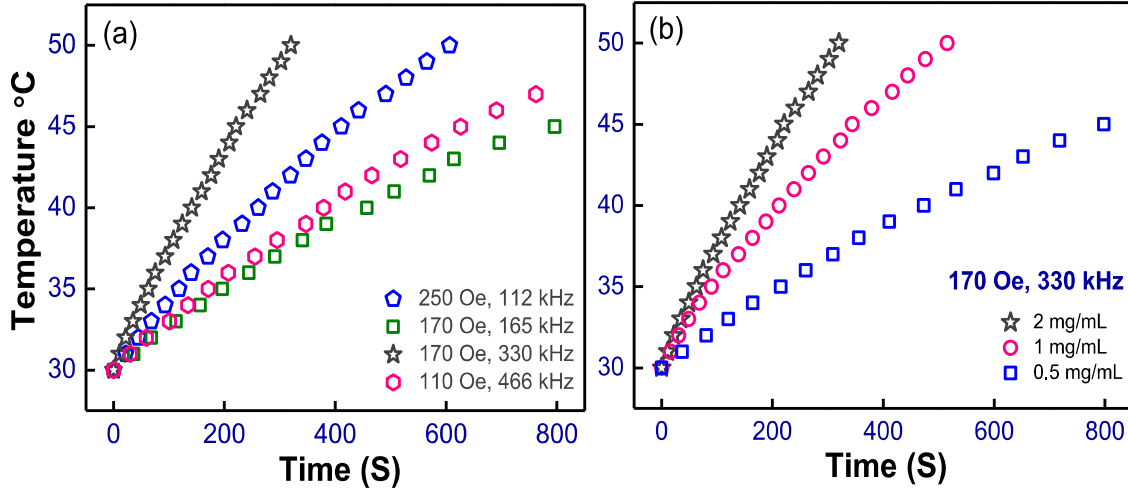 (a)
Temperature °C
50
45
40
35
30
250 Oe, 112 kHz
170 Oe, 165 kHz
170 Oe, 330 kHz
110 Oe, 466 kHz
0
200
400
600
800
Time (S)
(b)
50
45
40
35
30
170 Oe, 330 kHz
2 mg/mL
1 mg/mL
0.5 mg/mL
0
200
400
600
800
Time (S)